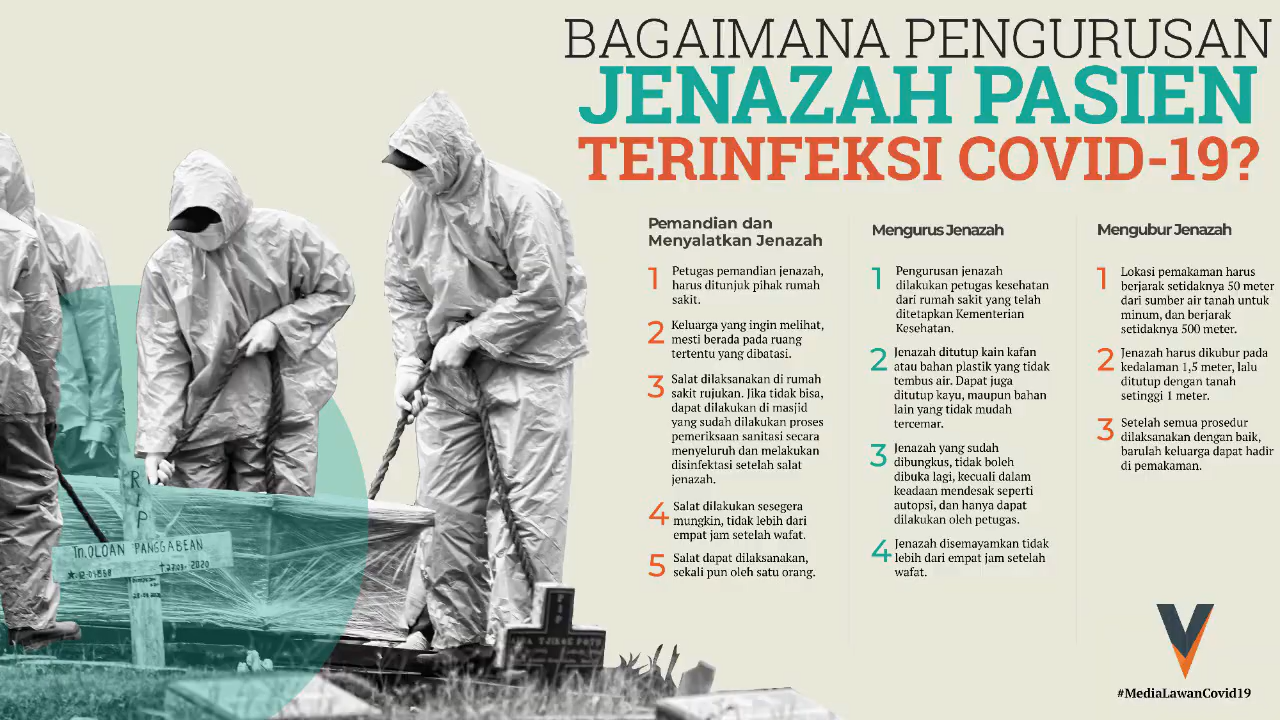 BAGAIMANA PENGURUSAN
JENAZAH PASIEN
TERINFEKSI COVID-19?
Pemandian dan
Menyalatkan Jenazah
1
Petugas pemandian jenazah,
harus ditunjuk pihak rumah
sakit.
2
Keluarga yang ingin melihat,
mesti berada pada ruang
tertentu yang dibatasi.
3
Salat dilaksanakan di rumah
sakit rujukan. Jika tidak bisa,
dapat dilakukan di masjid
yang sudah dilakukan proses
pemeriksaan sanitasi secara
menyeluruh dan melakukan
disinfektasi setelah salat
jenazah.
4
Salat dilakukan sesegera
mungkin, tidak lebih dari
empat jam setelah wafat.
5
Salat dapat dilaksanakan,
sekali pun oleh satu orang.
Mengurus Jenazah
1
Pengurusan jenazah
dilakukan petugas kesehatan
dari rumah sakit yang telah
ditetapkan Kementerian
Kesehatan.
2
Jenazah ditutup kain kafan
atau bahan plastik yang tidak
tembus air. Dapat juga
ditutup kayu, maupun bahan
lain yang tidak mudah
tercemar.
3
Jenazah yang sudah
dibungkus, tidak boleh
dibuka lagi, kecuali dalam
keadaan mendesak seperti
autopsi, dan hanya dapat
dilakukan oleh petugas.
4
Jenazah disemayamkan tidak
lebih dari empat jam setelah
wafat.
Mengubur Jenazah
1
Lokasi pemakaman harus
berjarak setidaknya 50 meter
dari sumber air tanah untuk
minum, dan berjarak
setidaknya 500 meter.
2
Jenazah harus dikubur pada
kedalaman 1,5 meter, lalu
ditutup dengan tanah
setinggi 1 meter.
3
Setelah semua prosedur
dilaksanakan dengan baik,
barulah keluarga dapat hadir
di pemakaman.
RIP
Tn.OLOAN PANGGABEAN
2020
RIP
#MediaLawanCovid19